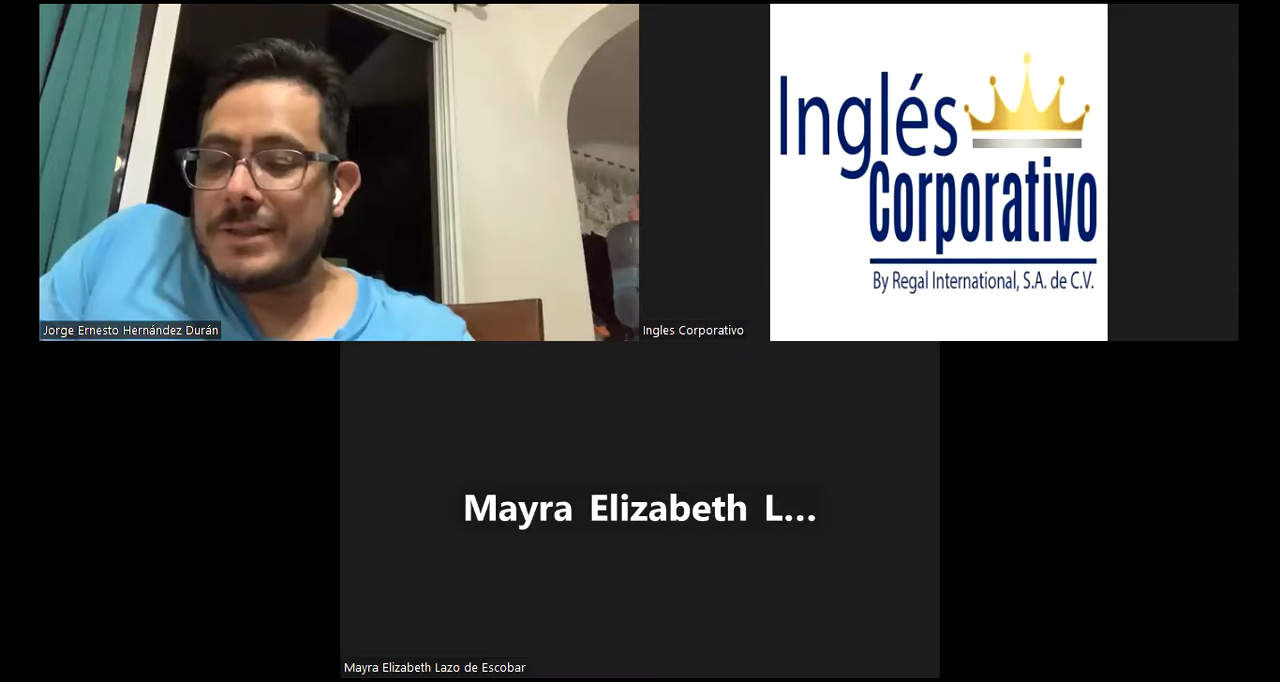 Inglés
Corporativo
By Regal International, S.A. de C.V.
Jorge Ernesto Hernández Durán
Ingles Corporativo
Mayra Elizabeth L...
Mayra Elizabeth Lazo de Escobar